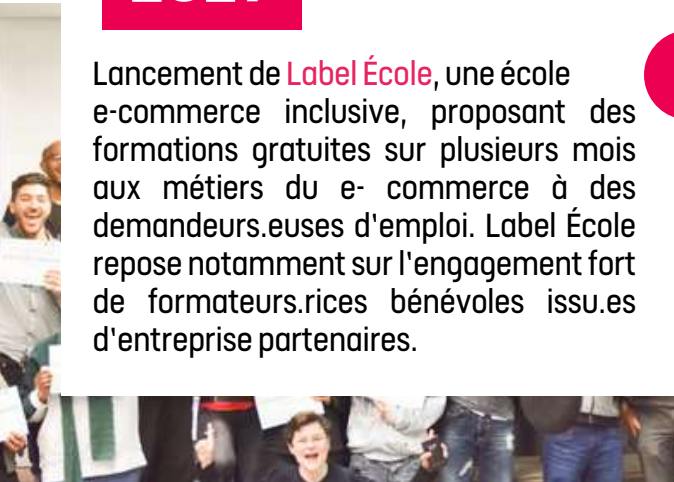 Lancement de Label École, une école
e-commerce inclusive, proposant des
formations gratuites sur plusieurs mois
aux métiers du e- commerce à des
demandeurs.euses d'emploi. Label École
repose notamment sur l'engagement fort
de formateurs.rices bénévoles issu.es
d'entreprise partenaires.